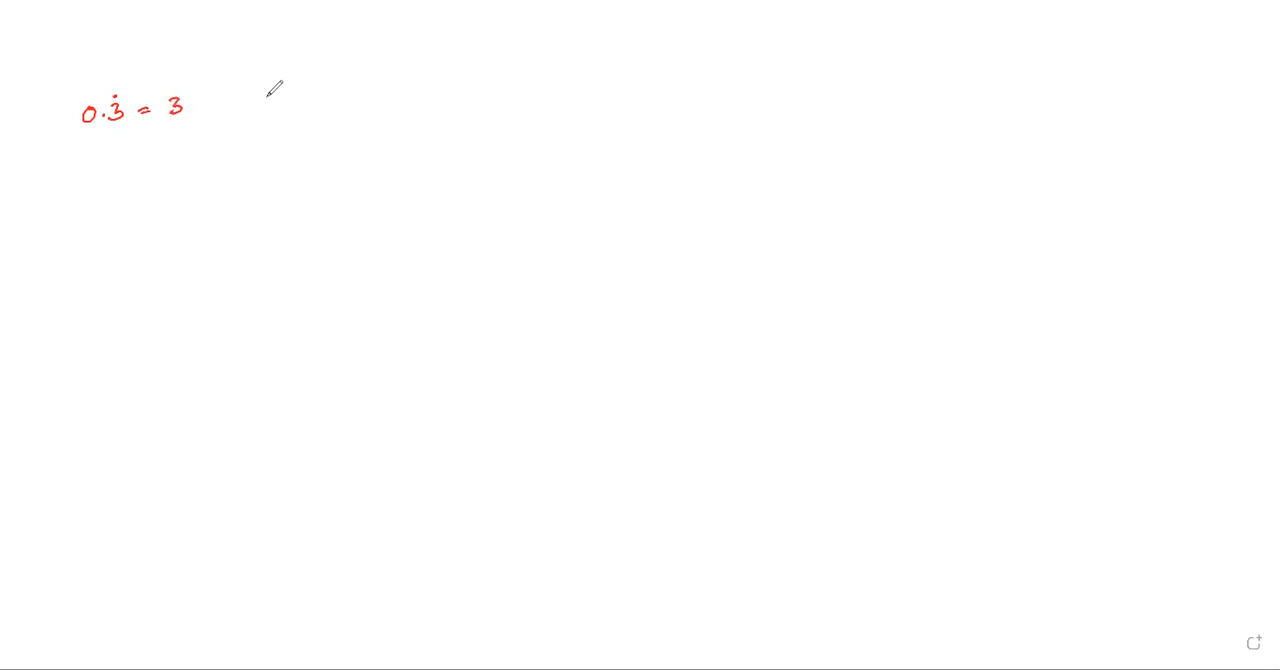 0.3̇ = 3